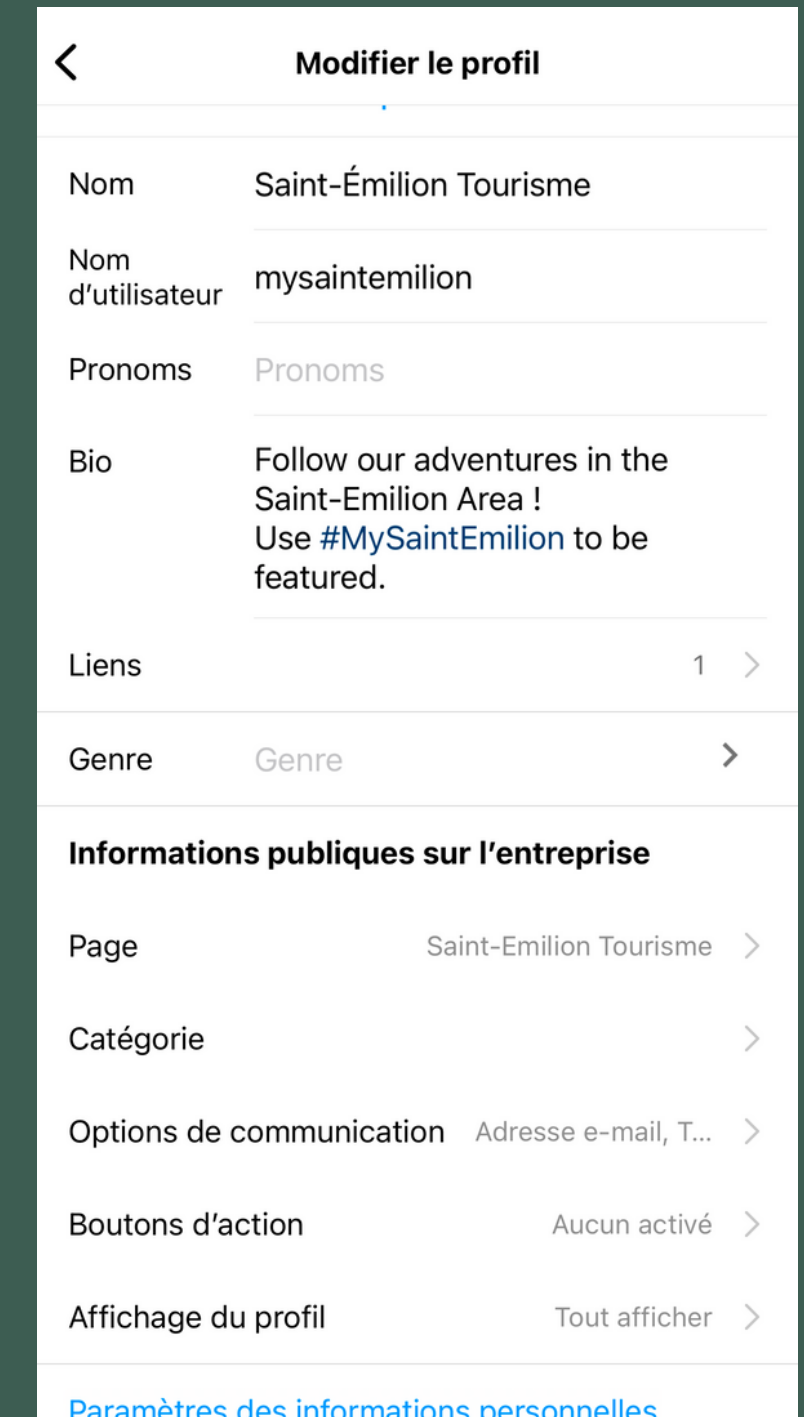 Modifier le profil
Nom Saint-Émilion Tourisme
Nom
d’utilisateur mysaintemilion
Pronoms Pronoms
Bio Follow our adventures in the
Saint-Emilion Area !
Use #MySaintEmilion to be
featured.
Liens 1
Genre Genre
Informations publiques sur l’entreprise
Page Saint-Emilion Tourisme
Catégorie
Options de communication Adresse e-mail, T...
Boutons d’action Aucun activé
Affichage du profil Tout afficher
Paramètres des informations personnelles